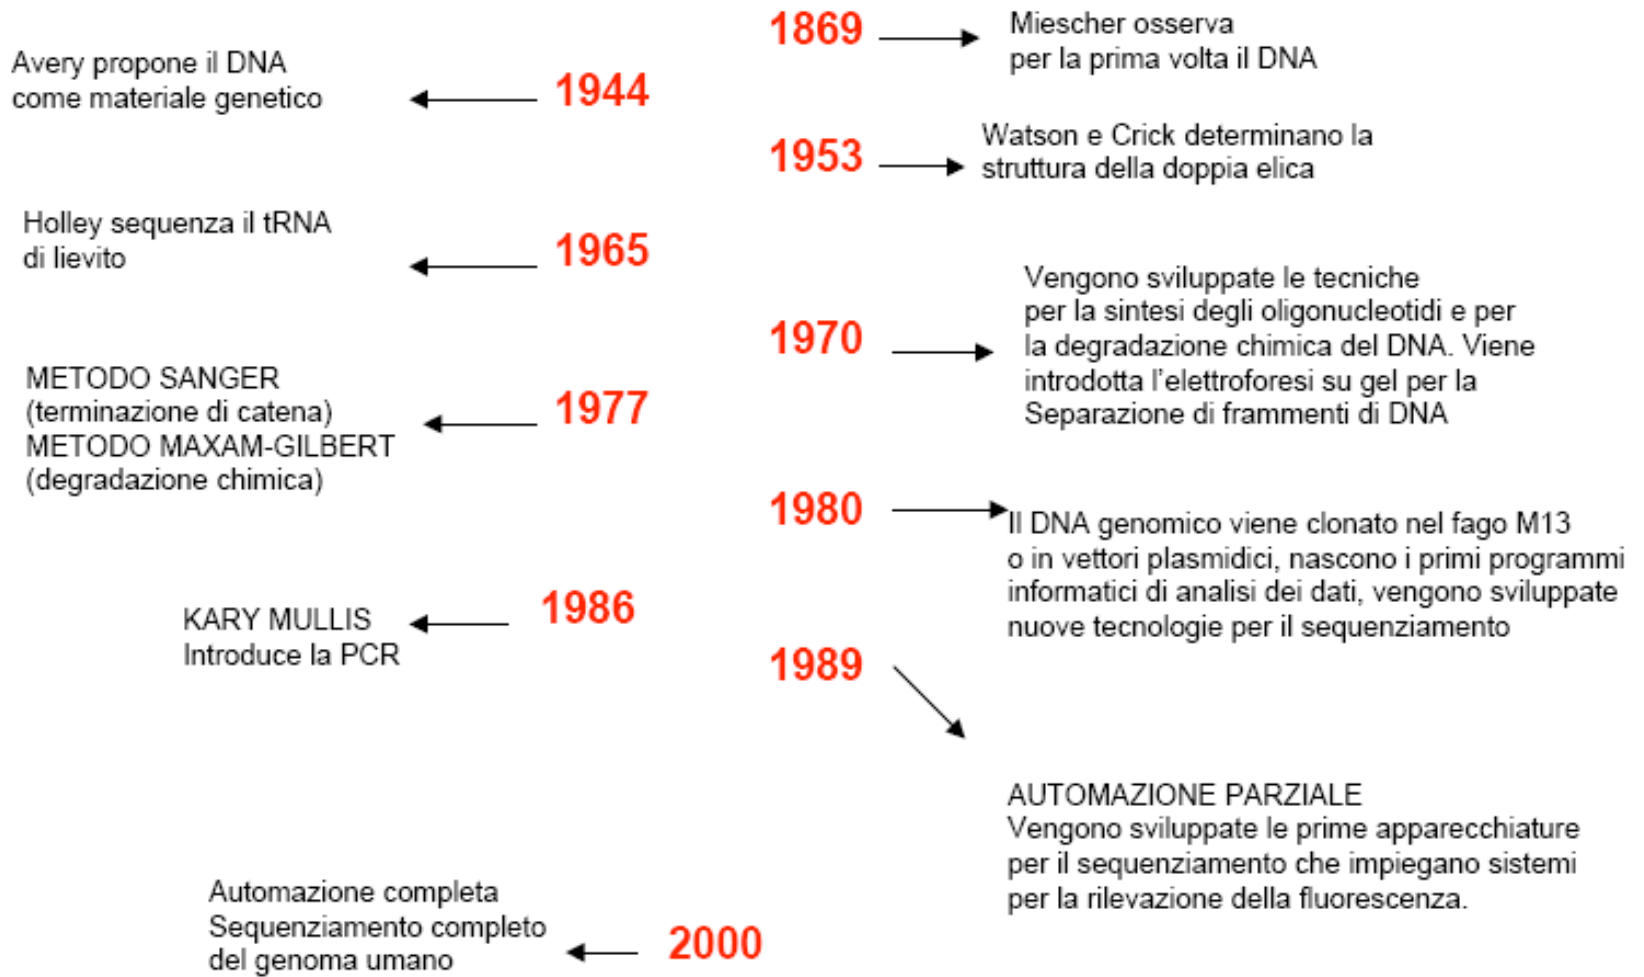 1869
Miescher osserva
per la prima volta il DNA
Avery propone il DNA
come materiale genetico
1944
1953
Watson e Crick determinano la
struttura della doppia elica
Holley sequenza il tRNA
di lievito
1965
1970
Vengono sviluppate le tecniche
per la sintesi degli oligonucleotidi e per
la degradazione chimica del DNA. Viene
introdotta l'elettroforesi su gel per la
Separazione di frammenti di DNA
METODO SANGER
(terminazione di catena)
METODO MAXAM-GILBERT
(degradazione chimica)
1977
1980
Il DNA genomico viene clonato nel fago M13
o in vettori plasmidici, nascono i primi programmi
informatici di analisi dei dati, vengono sviluppate
nuove tecnologie per il sequenziamento
KARY MULLIS
Introduce la PCR
1986
1989
AUTOMAZIONE PARZIALE
Vengono sviluppate le prime apparecchiature
per il sequenziamento che impiegano sistemi
per la rilevazione della fluorescenza.
Automazione completa
Sequenziamento completo
del genoma umano
2000